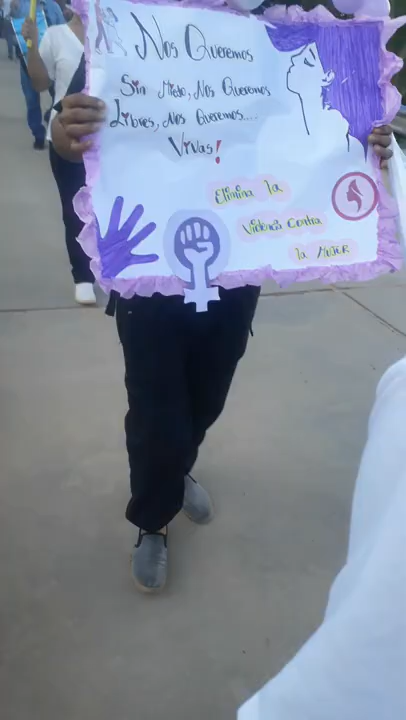 Nos Queremos
Sin Miedo, Nos Queremos
Libres, Nos Queremos....
Vivas!
Elimina la
Violencia Contra
la MUJER